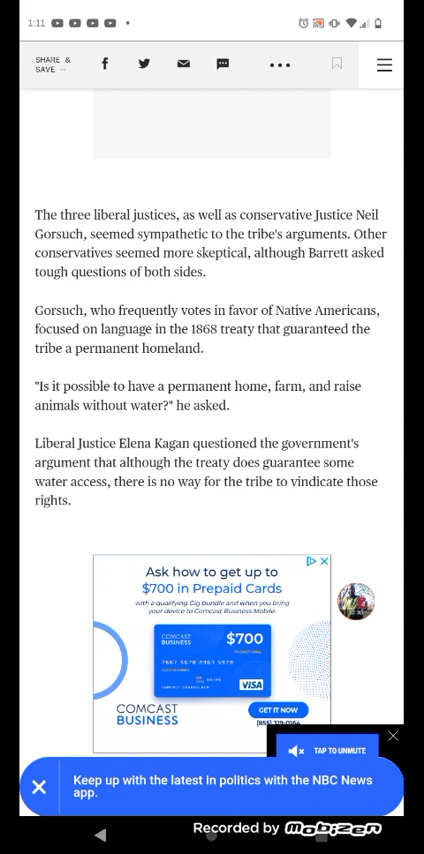 1:11
SHARE &
SAVE —
The three liberal justices, as well as conservative Justice Neil
Gorsuch, seemed sympathetic to the tribe's arguments. Other
conservatives seemed more skeptical, although Barrett asked
tough questions of both sides.
Gorsuch, who frequently votes in favor of Native Americans,
focused on language in the 1868 treaty that guaranteed the
tribe a permanent homeland.
"Is it possible to have a permanent home, farm, and raise
animals without water?" he asked.
Liberal Justice Elena Kagan questioned the government's
argument that although the treaty does guarantee some
water access, there is no way for the tribe to vindicate those
rights.
Ask how to get up to
$700 in Prepaid Cards
with a qualifying Gig bundle and when you bring
your device to Comcast Business Mobile.
COMCAST
BUSINESS
$700
PROMOTIONAL
VISA
COMCAST
BUSINESS
GET IT NOW
TAP TO UNMUTE
Keep up with the latest in politics with the NBC News
app.
Recorded by Mobizen